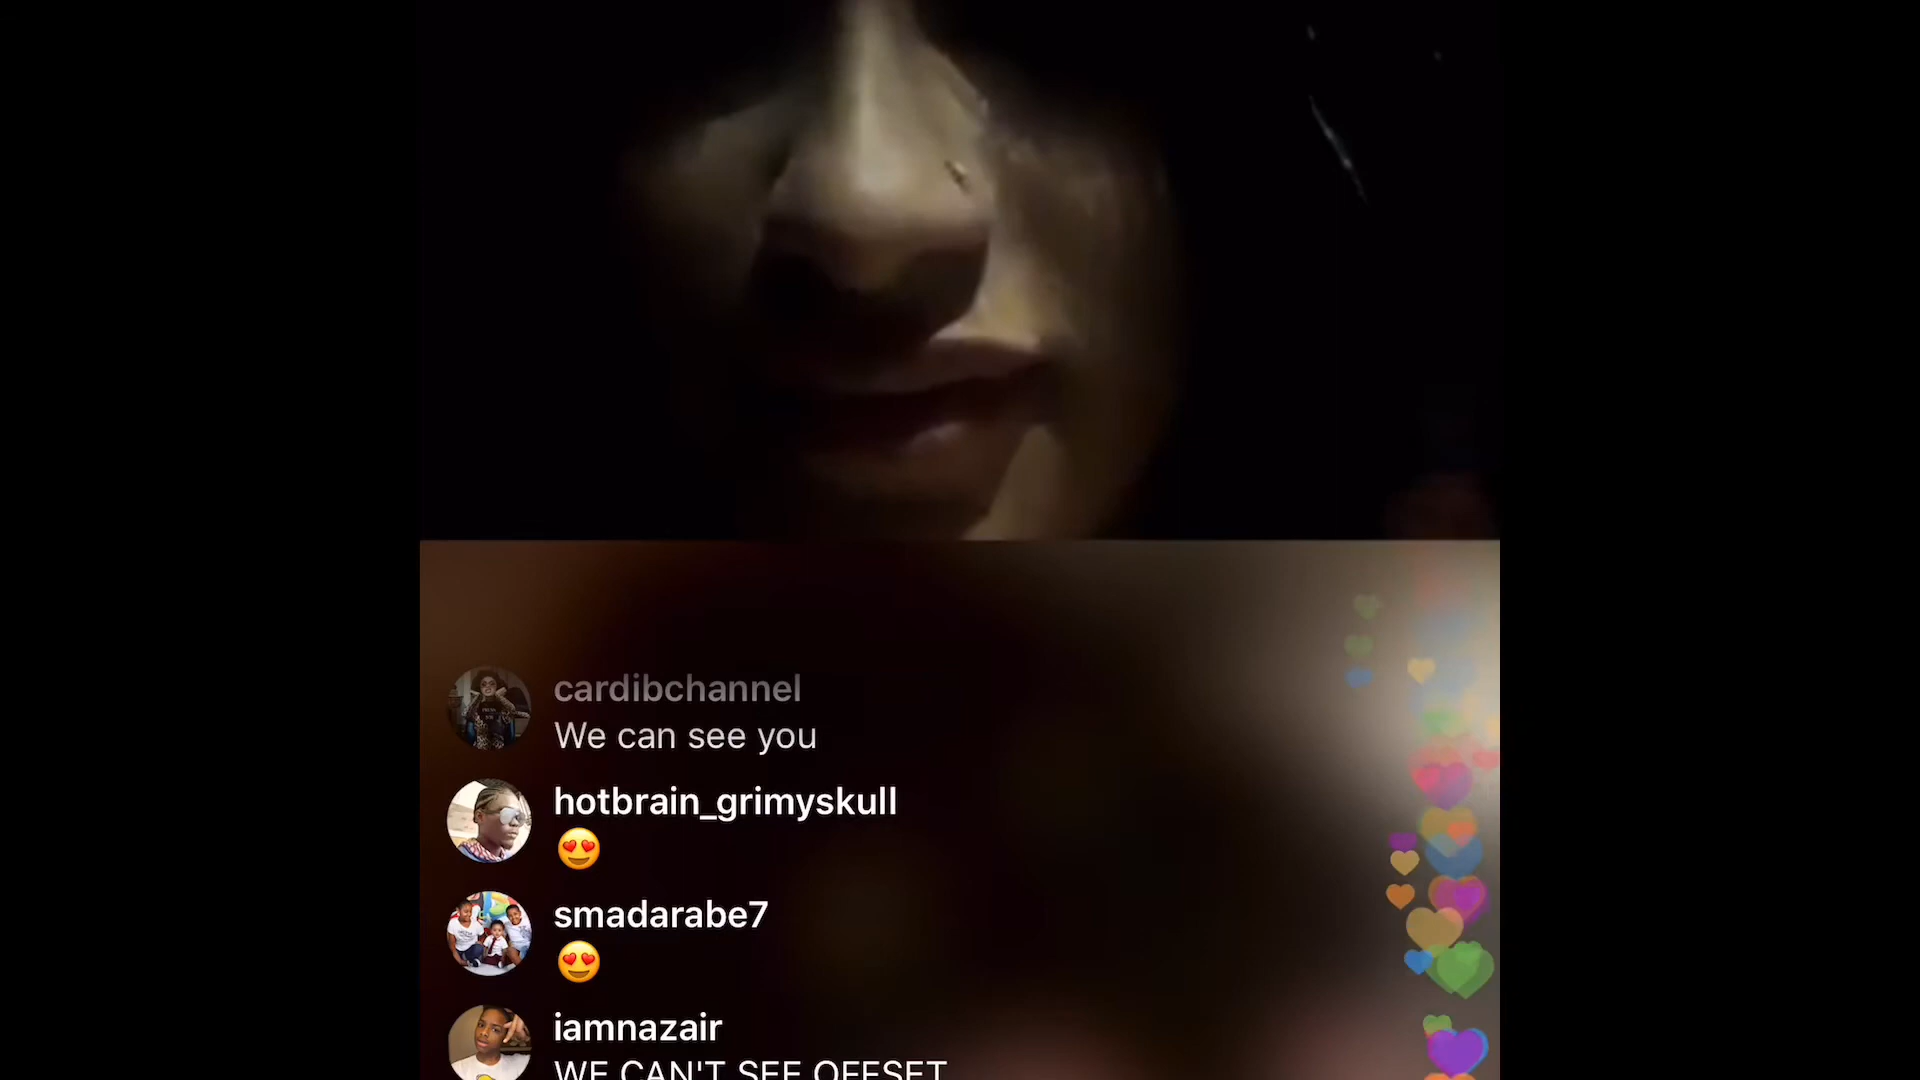 cardibchannel
We can see you
hotbrain_grimyskull
😍
smadarabe7
😍
iamnazair
WE CAN'T SEE OFFSET